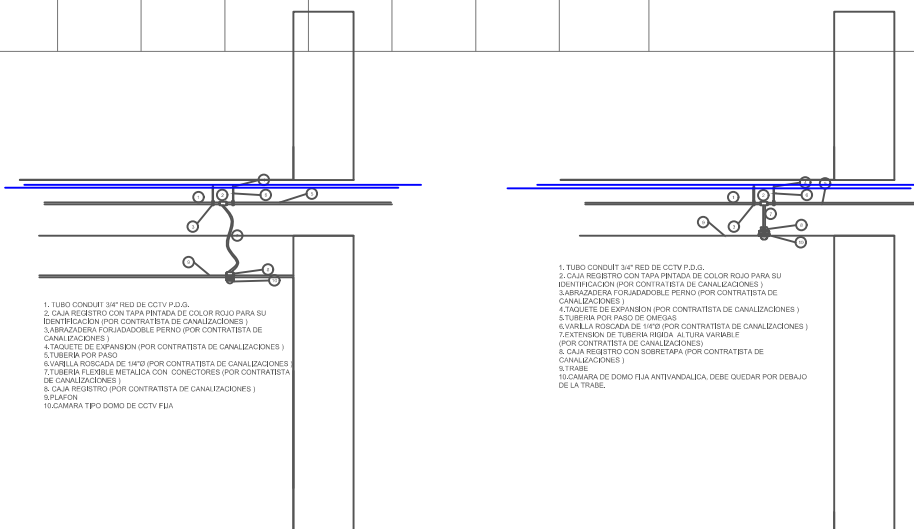 1. TUBO CONDUIT 3/4" RED DE CCTV P.D.G.
2. CAJA REGISTRO CON TAPA PINTADA DE COLOR ROJO PARA SU
IDENTIFICACION (POR CONTRATISTA DE CANALIZACIONES )
3.ABRAZADERA FORJADADOBLE PERNO (POR CONTRATISTA DE
CANALIZACIONES )
4.TAQUETE DE EXPANSION (POR CONTRATISTA DE CANALIZACIONES )
5.TUBERIA POR PASO
6.VARILLA ROSCADA DE 1/4"Ø (POR CONTRATISTA DE CANALIZACIONES )
7.TUBERIA FLEXIBLE METALICA CON CONECTORES (POR CONTRATISTA
DE CANALIZACIONES )
8. CAJA REGISTRO (POR CONTRATISTA DE CANALIZACIONES )
9.PLAFON
10.CAMARA TIPO DOMO DE CCTV FIJA
1. TUBO CONDUIT 3/4" RED DE CCTV P.D.G.
2. CAJA REGISTRO CON TAPA PINTADA DE COLOR ROJO PARA SU
IDENTIFICACION (POR CONTRATISTA DE CANALIZACIONES )
3.ABRAZADERA FORJADADOBLE PERNO (POR CONTRATISTA DE
CANALIZACIONES )
4.TAQUETE DE EXPANSION (POR CONTRATISTA DE CANALIZACIONES )
5.TUBERIA POR PASO DE OMEGAS
6.VARILLA ROSCADA DE 1/4"Ø (POR CONTRATISTA DE CANALIZACIONES )
7.EXTENSION DE TUBERIA RIGIDA ALTURA VARIABLE
(POR CONTRATISTA DE CANALIZACIONES)
8. CAJA REGISTRO CON SOBRETAPA (POR CONTRATISTA DE
CANALIZACIONES )
9.TRABE
10.CAMARA DE DOMO FIJA ANTIVANDALICA, DEBE QUEDAR POR DEBAJO
DE LA TRABE.